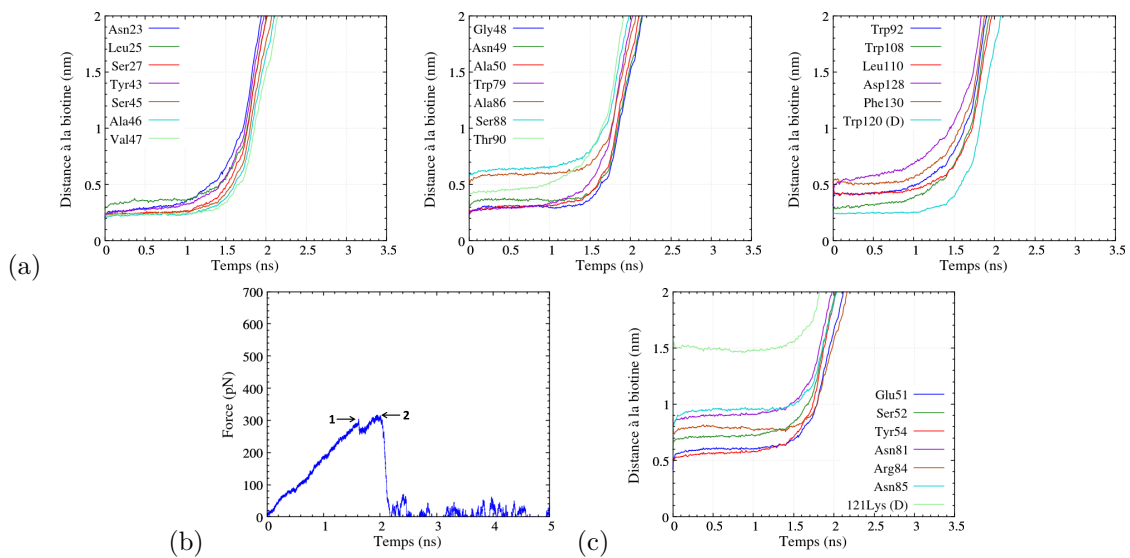 Distance à la biotine (nm)
2
1.5
1
0.5
0
Asn23
Leu25
Ser27
Tyr43
Ser45
Ala46
Val47
0 0.5 1 1.5 2 2.5 3 3.5
Temps (ns)
Distance à la biotine (nm)
2
1.5
1
0.5
0
Gly48
Asn49
Ala50
Trp79
Ala86
Ser88
Thr90
0 0.5 1 1.5 2 2.5 3 3.5
Temps (ns)
Distance à la biotine (nm)
2
1.5
1
0.5
0
Trp92
Trp108
Leu110
Asp128
Phe130
Trp120 (D)
0 0.5 1 1.5 2 2.5 3 3.5
Temps (ns)
(a)
Force (pN)
700
600
500
400
300
200
100
0
1
2
0 1 2 3 4 5
Temps (ns)
(b)
Distance à la biotine (nm)
2
1.5
1
0.5
0
Glu51
Ser52
Tyr54
Asn81
Arg84
Asn85
121Lys (D)
0 0.5 1 1.5 2 2.5 3 3.5
Temps (ns)
(c)